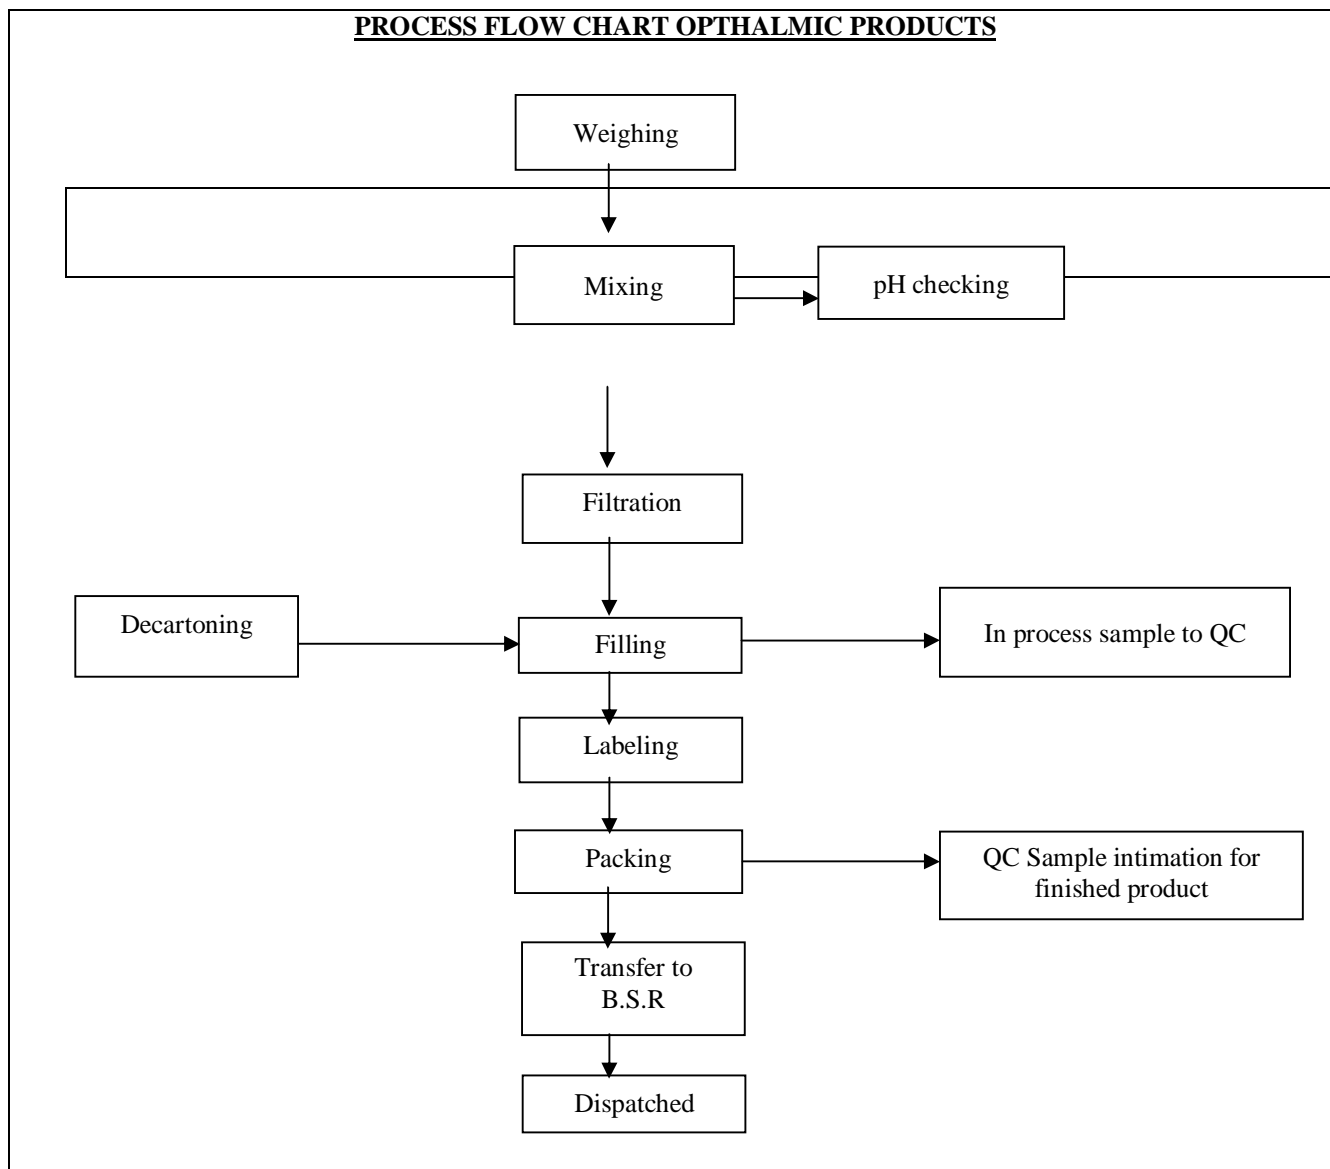 PROCESS FLOW CHART OPTHALMIC PRODUCTS
Weighing
Mixing
pH checking
Filtration
Decartoning
Filling
In process sample to QC
Labeling
Packing
QC Sample intimation for
finished product
Transfer to
B.S.R
Dispatched